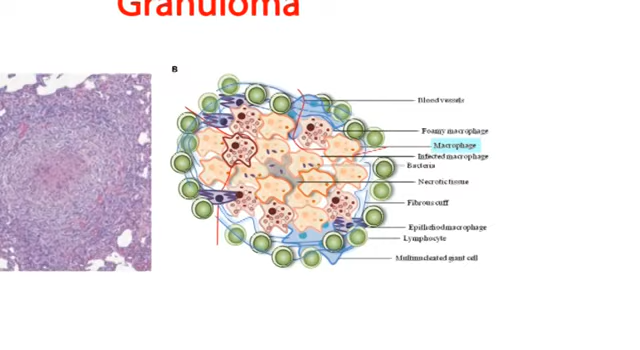 Granuloma
B
Blood vessels
Foamy macrophage
Macrophage
Infected macrophage
Bacteria
Necrotic tissue
Fibrous cuff
Epithelioid macrophage
Lymphocyte
Multinucleated giant cell